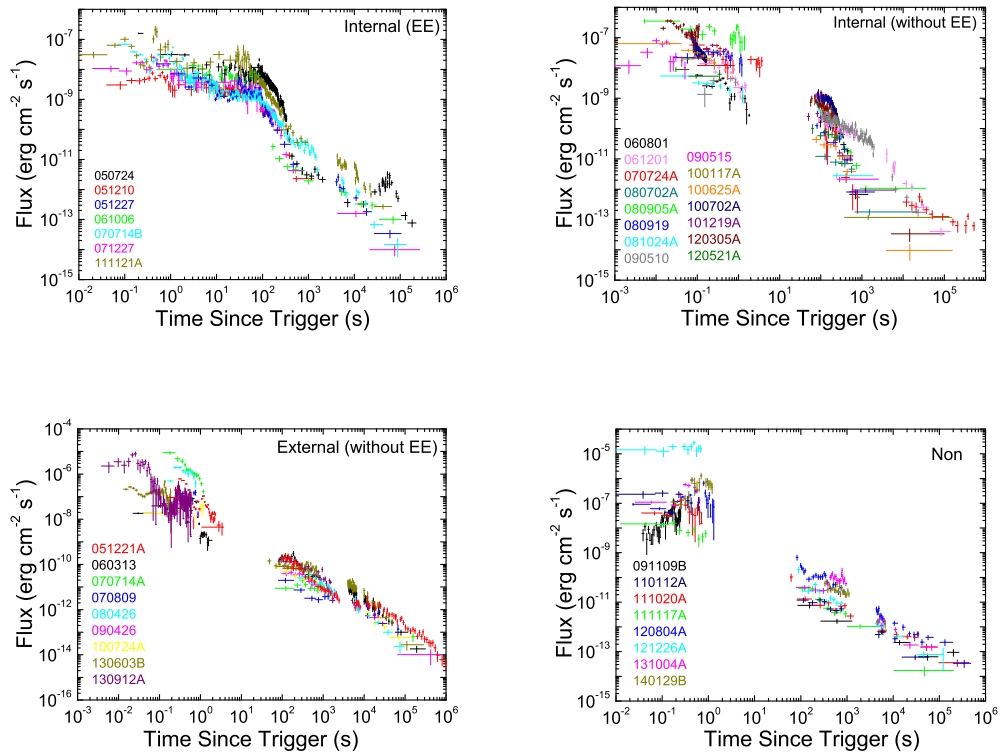 Internal (EE)
10⁻⁷
10⁻⁹
10⁻¹¹
10⁻¹³
10⁻¹⁵
Flux (erg cm⁻² s⁻¹)
050724
051210
051227
061006
070714B
071227
111121A
10⁻² 10⁻¹ 10⁰ 10¹ 10² 10³ 10⁴ 10⁵ 10⁶
Time Since Trigger (s)
Internal (without EE)
10⁻⁷
10⁻⁹
10⁻¹¹
10⁻¹³
10⁻¹⁵
Flux (erg cm⁻² s⁻¹)
060801
061201 090515
070724A 100117A
080702A 100625A
080905A 100702A
080919 101219A
081024A 120305A
090510 120521A
10⁻³ 10⁻¹ 10¹ 10³ 10⁵
Time Since Trigger (s)
External (without EE)
10⁻⁴
10⁻⁶
10⁻⁸
10⁻¹⁰
10⁻¹²
10⁻¹⁴
10⁻¹⁶
Flux (erg cm⁻² s⁻¹)
051221A
060313
070714A
070809
080426
090426
100724A
130603B
130912A
10⁻³ 10⁻² 10⁻¹ 10⁰ 10¹ 10² 10³ 10⁴ 10⁵ 10⁶
Time Since Trigger (s)
Non
10⁻⁵
10⁻⁷
10⁻⁹
10⁻¹¹
10⁻¹³
10⁻¹⁵
Flux (erg cm⁻² s⁻¹)
091109B
110112A
111020A
111117A
120804A
121226A
131004A
140129B
10⁻² 10⁻¹ 10⁰ 10¹ 10² 10³ 10⁴ 10⁵ 10⁶
Time Since Trigger (s)